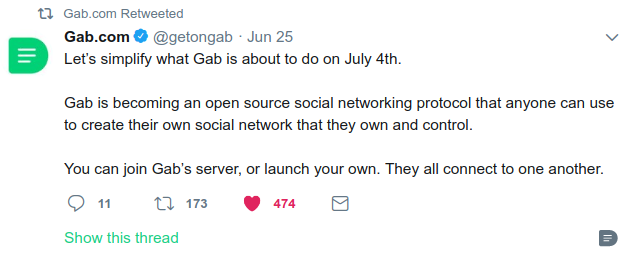 Gab.com Retweeted
Gab.com @getongab · Jun 25
Let's simplify what Gab is about to do on July 4th.
Gab is becoming an open source social networking protocol that anyone can use
to create their own social network that they own and control.
You can join Gab's server, or launch your own. They all connect to one another.
11 173 474
Show this thread